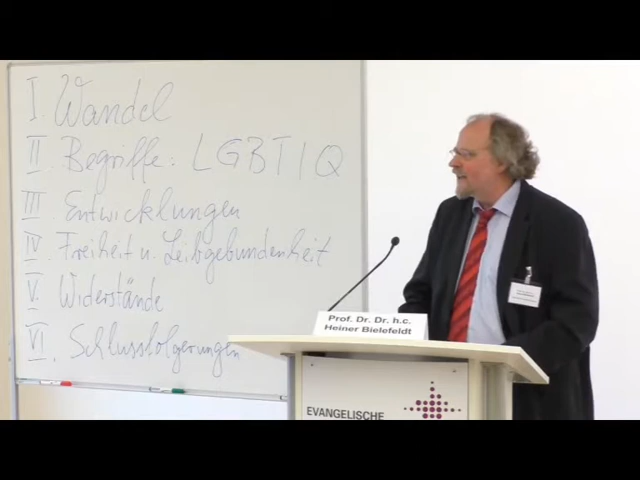 I. Wandel
II Begriffe: LGBTIQ
III Entwicklungen
IV Freiheit u. Leibgebundenheit
V. Widerstände
VI Schlussfolgerungen
Prof. Dr. Dr. h.c.
Heiner Bielefeldt
EVANGELISCHE